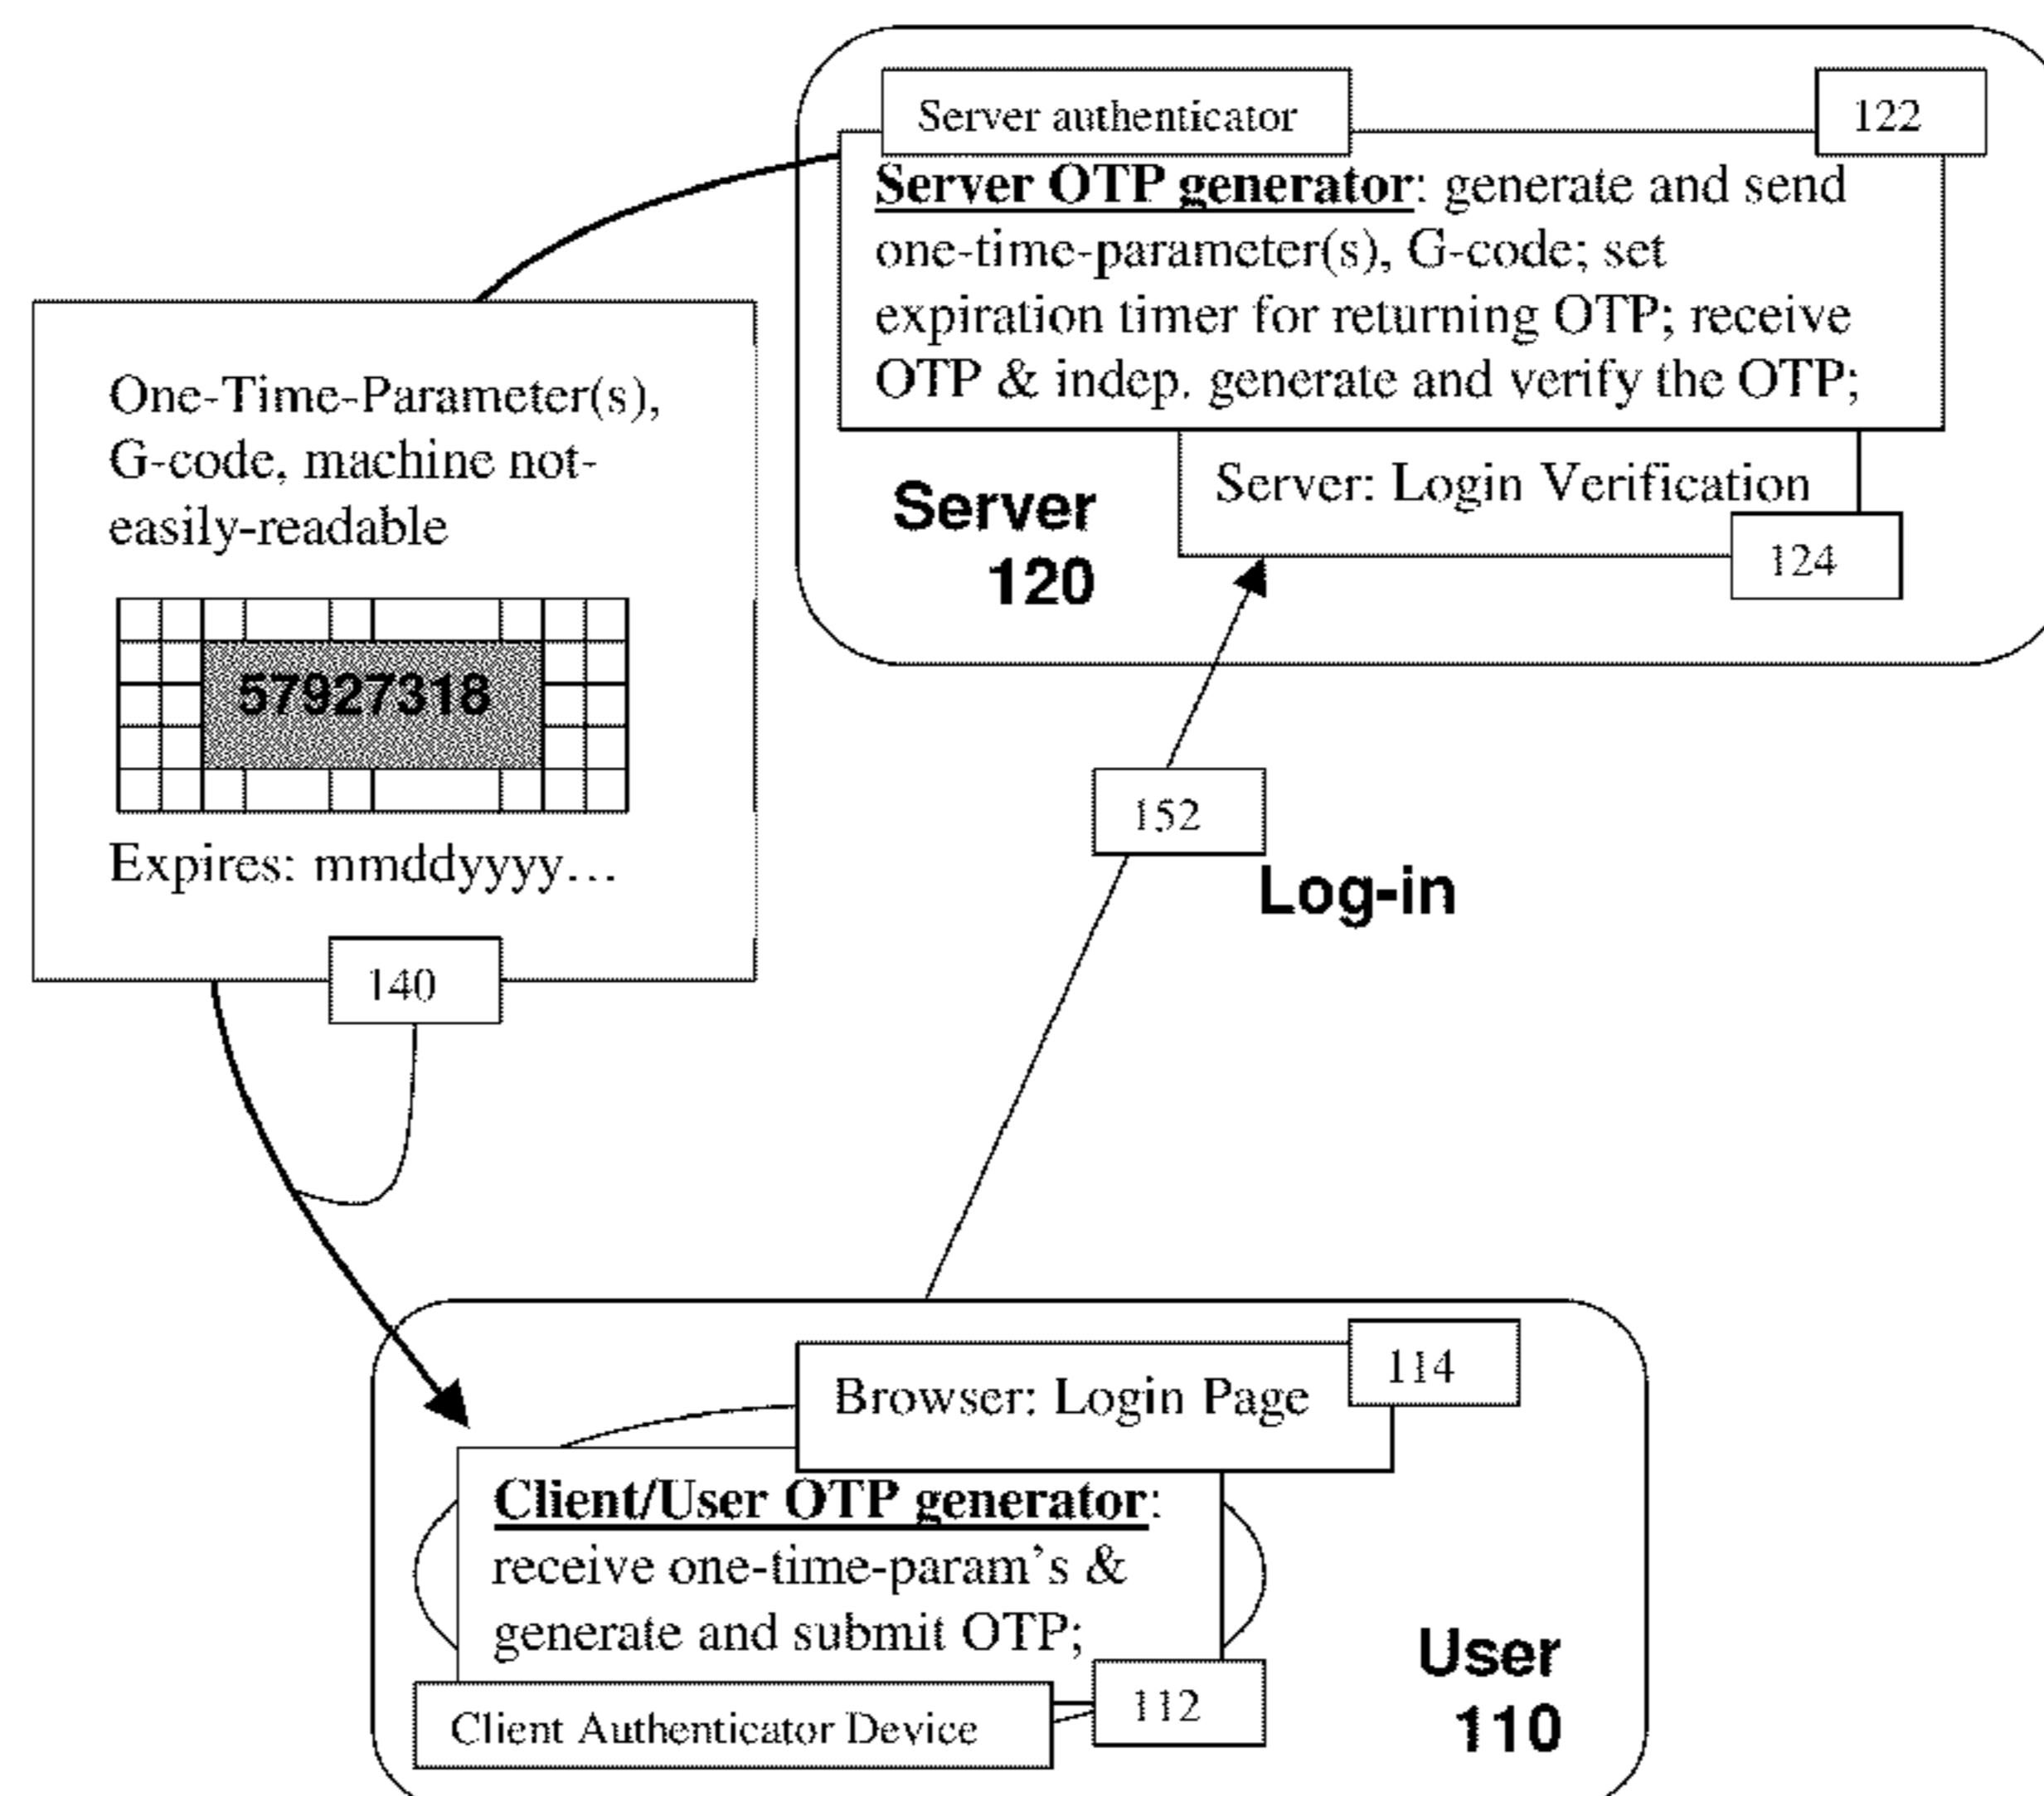 Server authenticator
122
Server OTP generator: generate and send
one-time-parameter(s), G-code; set
expiration timer for returning OTP; receive
OTP & indep. generate and verify the OTP;
Server: Login Verification
124
Server
120
One-Time-Parameter(s),
G-code, machine not-
easily-readable
57927318
Expires: mmddyyyy...
140
152
Log-in
114
Browser: Login Page
Client/User OTP generator:
receive one-time-param's &
generate and submit OTP;
112
Client Authenticator Device
User
110